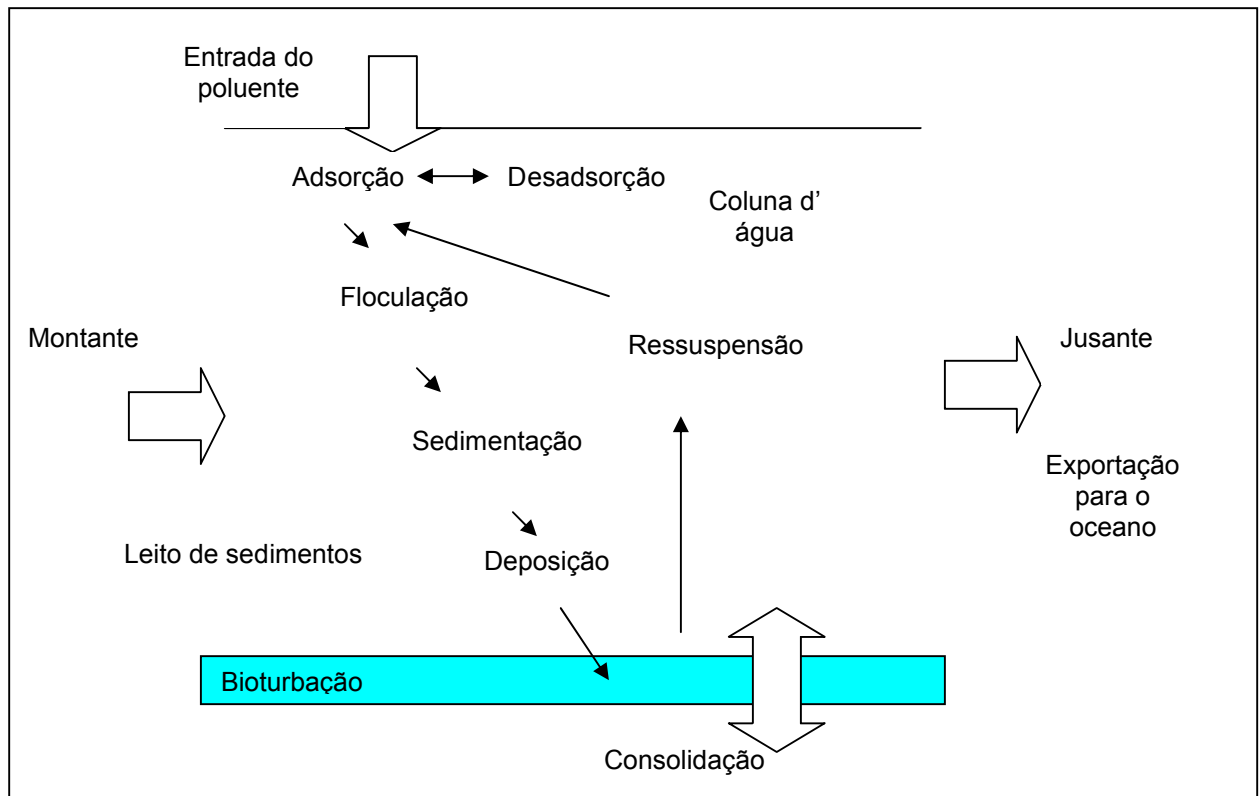 Entrada do
poluente
Adsorção
Desadsorção
Coluna d'
água
Floculação
Montante
Ressuspensão
Jusante
Sedimentação
Exportação
para o
oceano
Leito de sedimentos
Deposição
Bioturbação
Consolidação